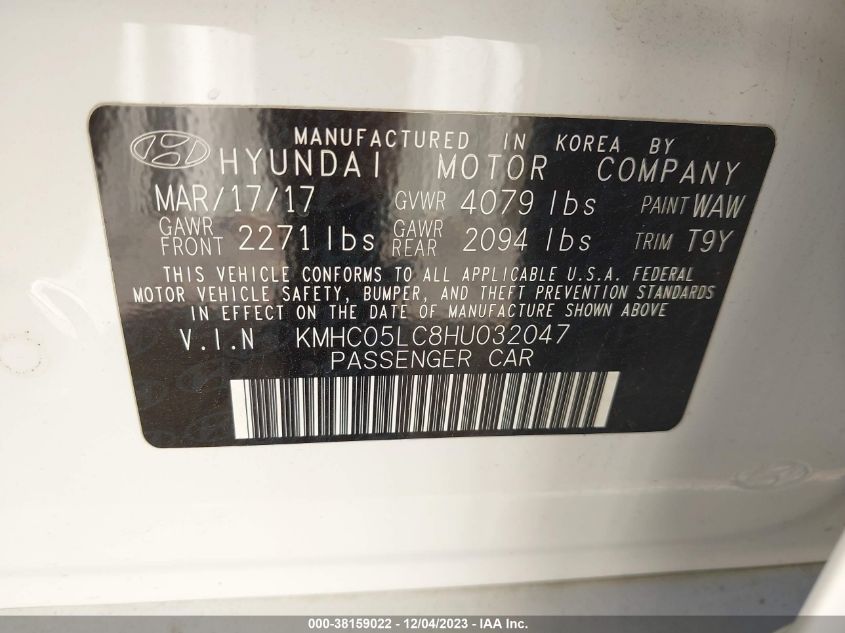 MANUFACTURED IN KOREA BY
HYUNDAI MOTOR COMPANY
MAR/17/17 GVWR 4079 lbs PAINT WAW
GAWR FRONT 2271 lbs GAWR REAR 2094 lbs TRIM T9Y
THIS VEHICLE CONFORMS TO ALL APPLICABLE U.S.A. FEDERAL
MOTOR VEHICLE SAFETY, BUMPER, AND THEFT PREVENTION STANDARDS
IN EFFECT ON THE DATE OF MANUFACTURE SHOWN ABOVE.
V.I.N KMHC05LC8HU032047
PASSENGER CAR
000-38159022 - 12/04/2023 - IAA Inc.